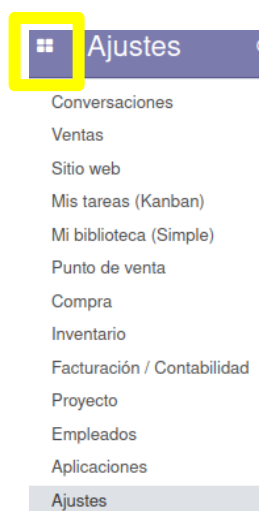 Ajustes
Conversaciones
Ventas
Sitio web
Mis tareas (Kanban)
Mi biblioteca (Simple)
Punto de venta
Compra
Inventario
Facturación / Contabilidad
Proyecto
Empleados
Aplicaciones
Ajustes